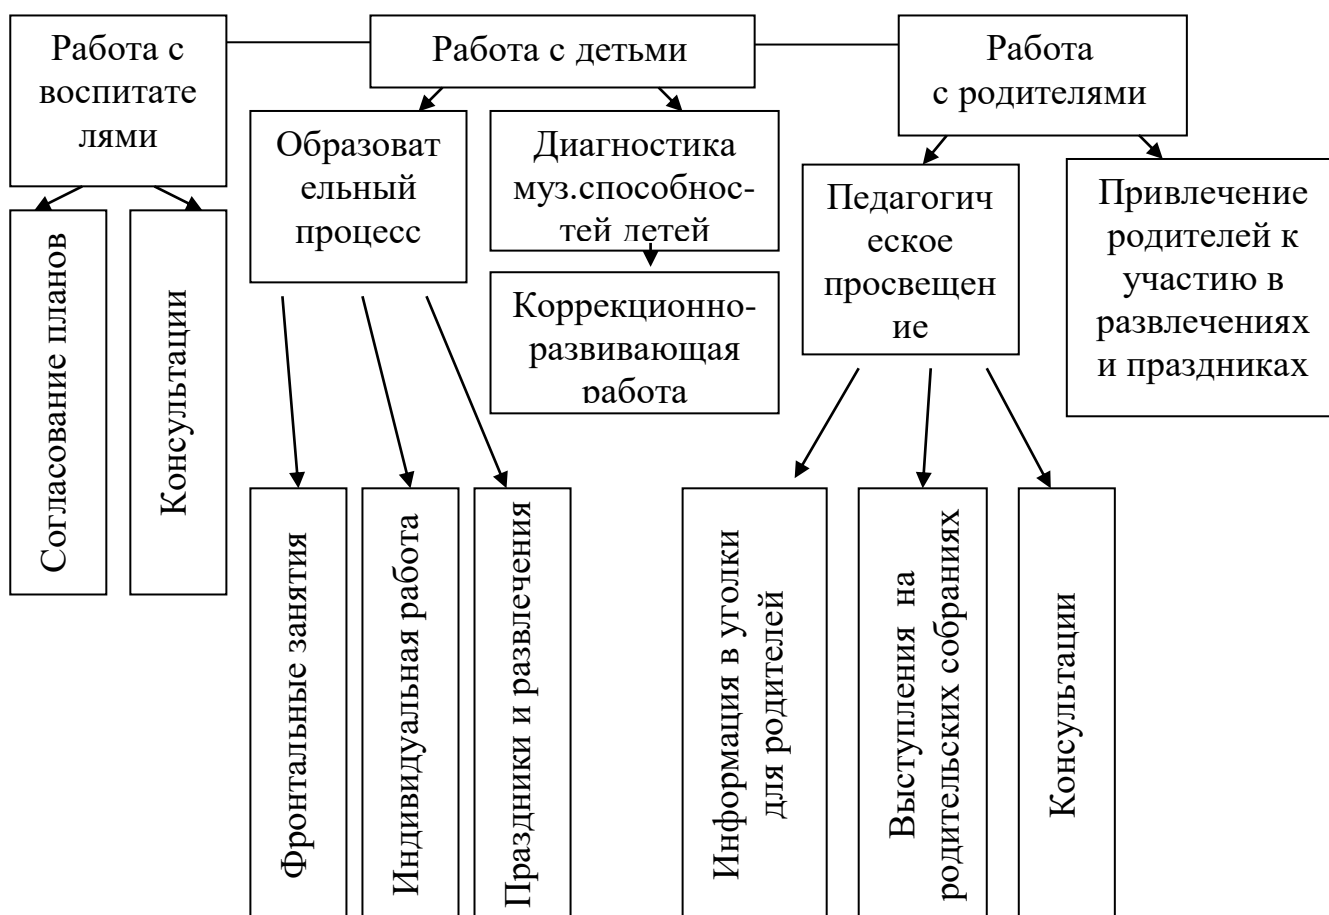 Работа с
воспитате
лями
Работа с детьми
Работа
с родителями
Образоват
ельный
процесс
Диагностика
муз.способнос-
тей детей
Педагогич
еское
просвещен
ие
Привлечение
родителей к
участию в
развлечениях
и праздниках
Согласование планов
Консультации
Коррекционно-
развивающая
работа
Фронтальные занятия
Индивидуальная работа
Праздники и развлечения
Информация в уголки
для родителей
Выступления на
родительских собраниях
Консультации